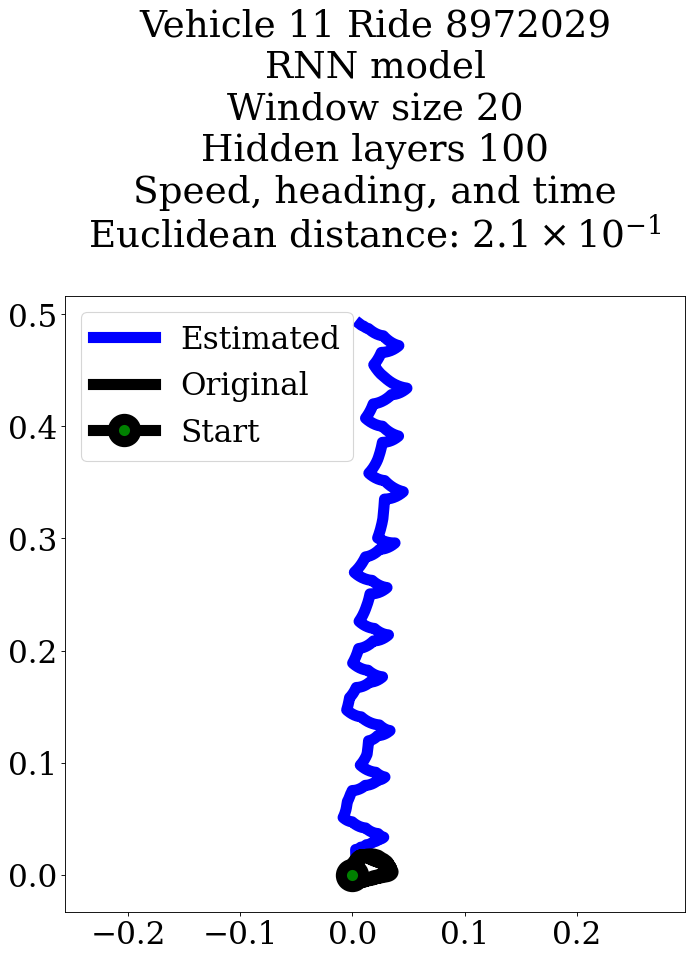 Vehicle 11 Ride 8972029
RNN model
Window size 20
Hidden layers 100
Speed, heading, and time
Euclidean distance: 2.1 × 10⁻¹
Estimated
Original
Start
0.5
0.4
0.3
0.2
0.1
0.0
−0.2 −0.1 0.0 0.1 0.2